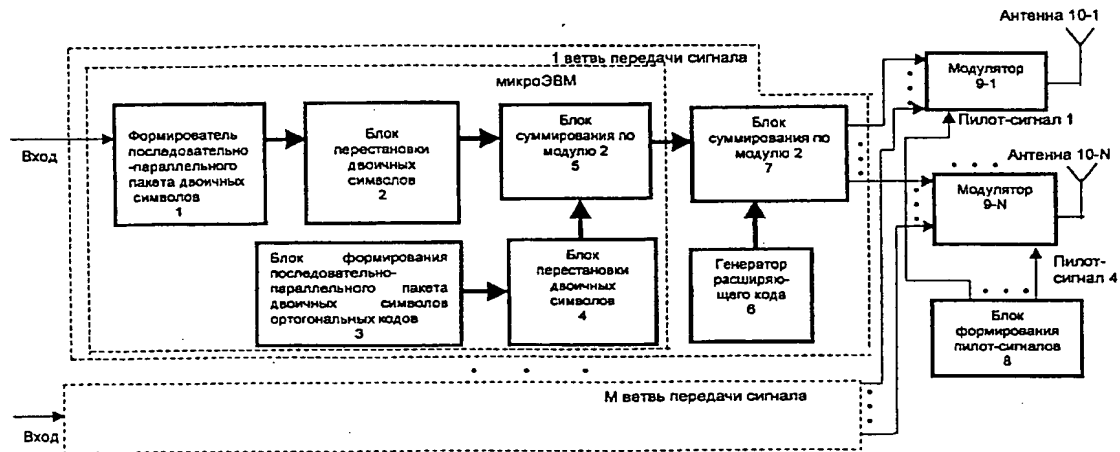 Антенна 10-1
1 ветвь передачи сигнала
микроЭВМ
Модулятор
9-1
Вход
Формирователь
последовательно
-параллельного
пакета двоичных
символов
1
Блок
перестановки
двоичных
символов
2
Блок
суммирования по
модулю 2
5
Блок
суммирования по
модулю 2
7
Пилот-сигнал 1
Антенна 10-N
Модулятор
9-N
Блок формирования
последовательно-
параллельного пакета
двоичных символов
ортогональных кодов
3
Блок
перестановки
двоичных
символов
4
Генератор
расширяю-
щего кода
6
Пилот-
сигнал 4
Блок
формирования
пилот-сигналов
8
М ветвь передачи сигнала
Вход